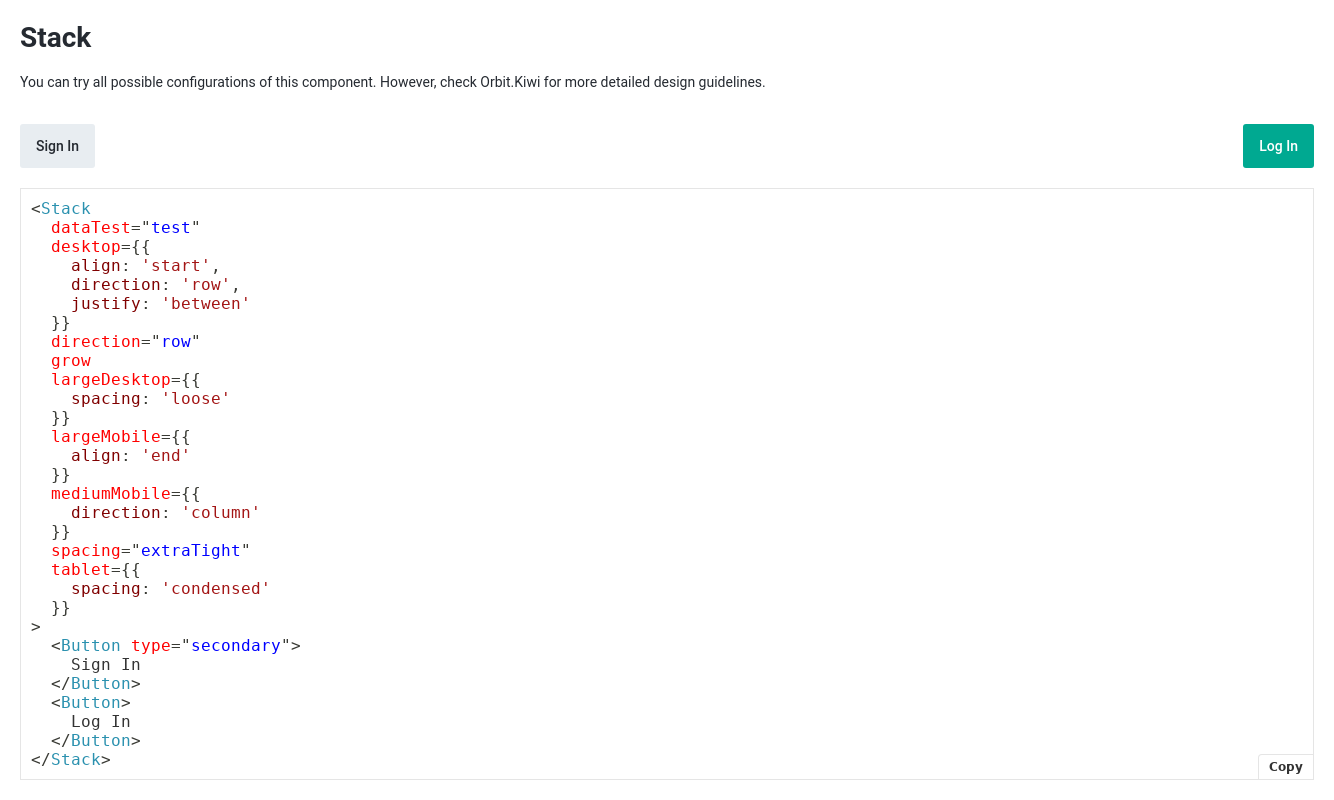 Stack
You can try all possible configurations of this component. However, check Orbit.Kiwi for more detailed design guidelines.
Sign In
Log In
<Stack
  dataTest="test"
  desktop={{
    align: 'start',
    direction: 'row',
    justify: 'between'
  }}
  direction="row"
  grow
  largeDesktop={{
    spacing: 'loose'
  }}
  largeMobile={{
    align: 'end'
  }}
  mediumMobile={{
    direction: 'column'
  }}
  spacing="extraTight"
  tablet={{
    spacing: 'condensed'
  }}
>
  <Button type="secondary">
    Sign In
  </Button>
  <Button>
    Log In
  </Button>
</Stack>
Copy